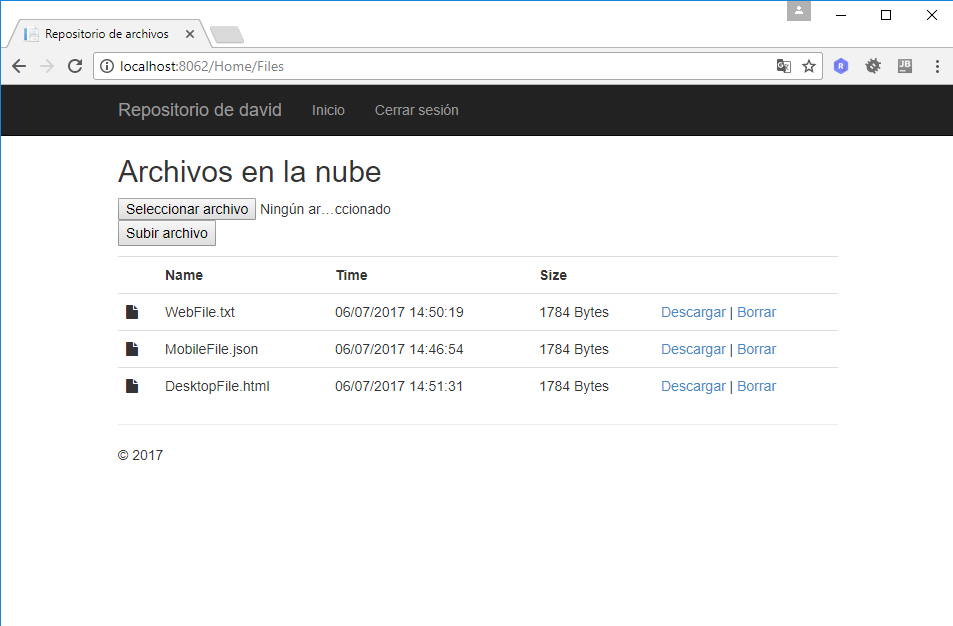 Repositorio de archivos
localhost:8062/Home/Files
Repositorio de david Inicio Cerrar sesión
Archivos en la nube
Seleccionar archivo Ningún ar…ccionado
Subir archivo
Name Time Size
WebFile.txt 06/07/2017 14:50:19 1784 Bytes Descargar | Borrar
MobileFile.json 06/07/2017 14:46:54 1784 Bytes Descargar | Borrar
DesktopFile.html 06/07/2017 14:51:31 1784 Bytes Descargar | Borrar
© 2017